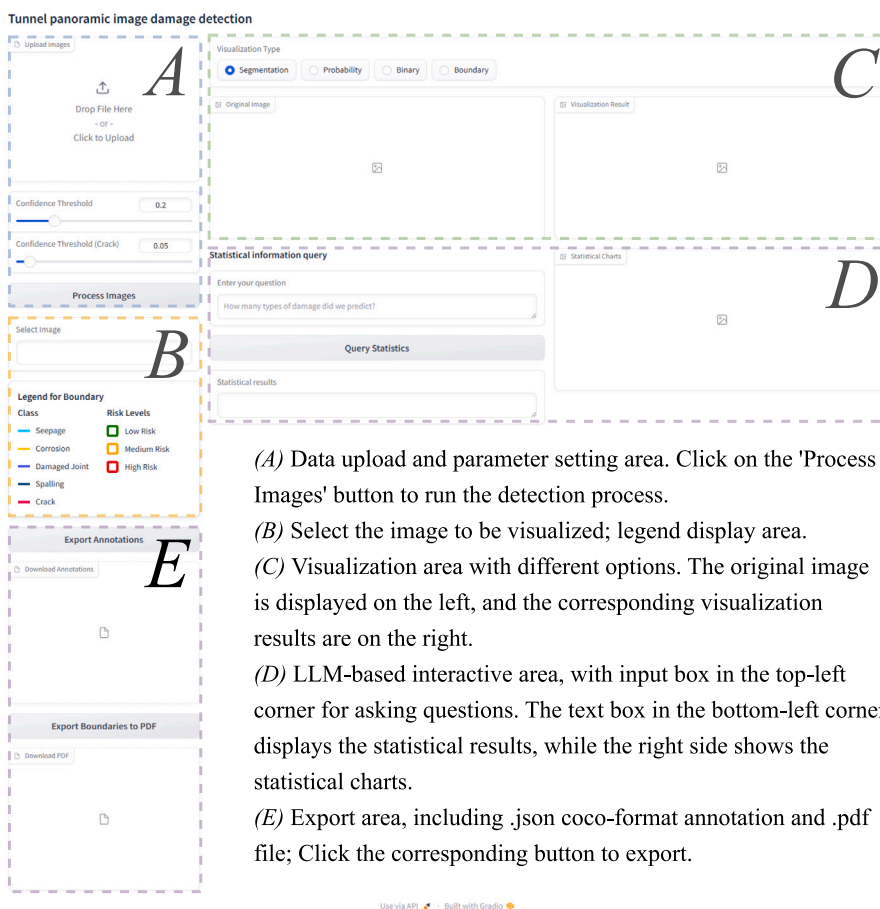 Tunnel panoramic image damage detection
Upload Images
A
Drop File Here
- or -
Click to Upload
Confidence Threshold
0.2
Confidence Threshold (Crack)
0.05
Process Images
Visualization Type
Segmentation
Probability
Binary
Boundary
C
Original Image
Visualization Result
Statistical information query
Enter your question
How many types of damage did we predict?
Query Statistics
Statistical results
Statistical Charts
D
Select Image
B
Legend for Boundary
Class
Risk Levels
Seepage
Low Risk
Corrosion
Medium Risk
Damaged Joint
High Risk
Spalling
Crack
Export Annotations
E
Download Annotations
Export Boundaries to PDF
Download PDF
(A) Data upload and parameter setting area. Click on the 'Process
Images' button to run the detection process.
(B) Select the image to be visualized; legend display area.
(C) Visualization area with different options. The original image
is displayed on the left, and the corresponding visualization
results are on the right.
(D) LLM-based interactive area, with input box in the top-left
corner for asking questions. The text box in the bottom-left corner
displays the statistical results, while the right side shows the
statistical charts.
(E) Export area, including .json coco-format annotation and .pdf
file; Click the corresponding button to export.
Use via API · Built with Gradio